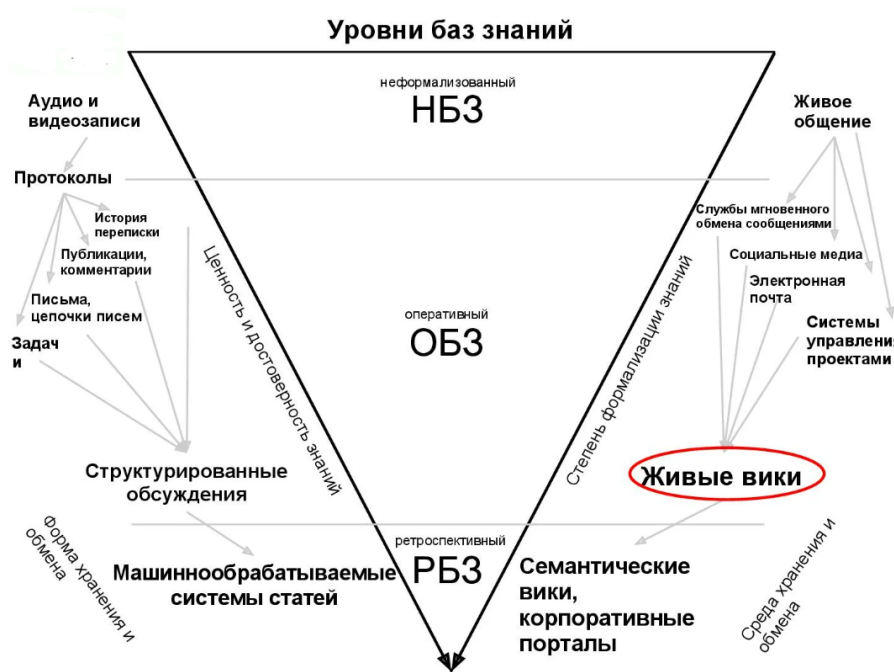 Уровни баз знаний
неформализованный
НБЗ
Аудио и
видеозаписи
Живое
общение
Протоколы
История
переписки
Службы мгновенного
обмена сообщениями
Публикации,
комментарии
Социальные медиа
Письма,
цепочки писем
Электронная
почта
Задач
и
Системы
управления
проектами
Ценность и достоверность знаний
оперативный
ОБЗ
Степень формализации знаний
Структурированные
обсуждения
Живые вики
Форма хранения и
обмена
ретроспективный
РБЗ
Машиннообрабатываемые
системы статей
Семантические
вики,
корпоративные
порталы
Среда хранения и
обмена